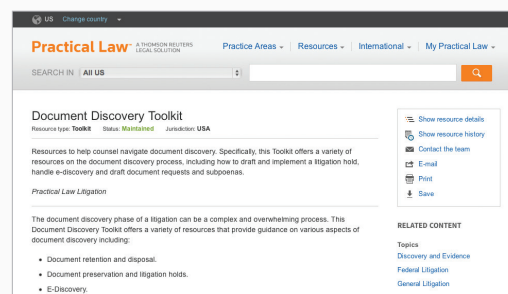 US Change country
Practical Law™ A THOMSON REUTERS
LEGAL SOLUTION
Practice Areas Resources International My Practical Law
SEARCH IN All US
Document Discovery Toolkit
Resource type: Toolkit Status: Maintained Jurisdiction: USA
Resources to help counsel navigate document discovery. Specifically, this Toolkit offers a variety of
resources on the document discovery process, including how to draft and implement a litigation hold,
handle e-discovery and draft document requests and subpoenas.
Practical Law Litigation
The document discovery phase of a litigation can be a complex and overwhelming process. This
Document Discovery Toolkit offers a variety of resources that provide guidance on various aspects of
document discovery including:
• Document retention and disposal.
• Document preservation and litigation holds.
• E-Discovery.
Show resource details
Show resource history
Contact the team
E-mail
Print
Save
RELATED CONTENT
Topics
Discovery and Evidence
Federal Litigation
General Litigation